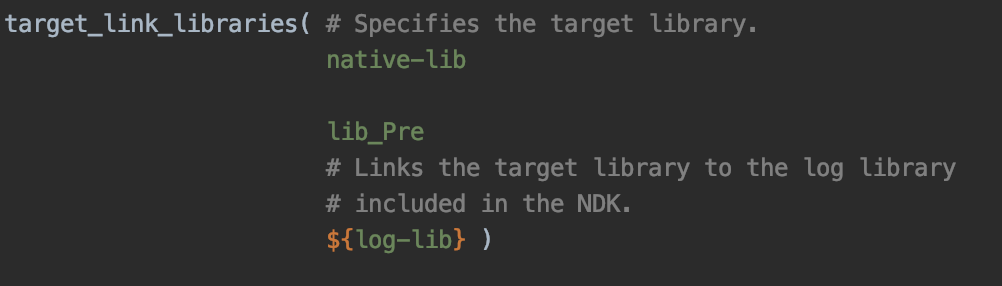 target_link_libraries( # Specifies the target library.
native-lib
lib_Pre
# Links the target library to the log library
# included in the NDK.
${log-lib} )